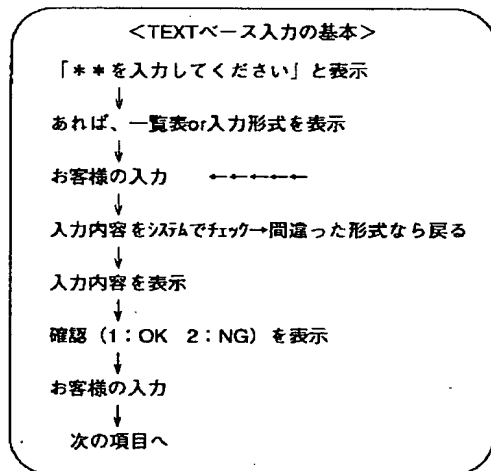 <TEXTベース入力の基本>
「＊＊を入力してください」と表示
↓
あれば、一覧表or入力形式を表示
↓
お客様の入力　←←←←←
↓
入力内容をｼｽﾃﾑでﾁｪｯｸ→間違った形式なら戻る
↓
入力内容を表示
↓
確認（1：OK　2：NG）を表示
↓
お客様の入力
↓
次の項目へ